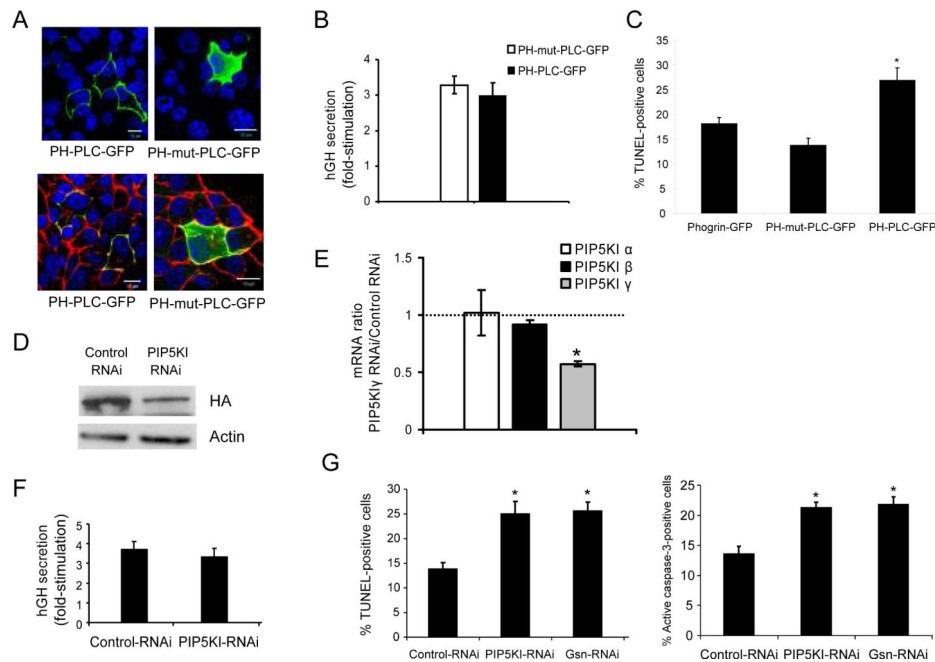 A
PH-PLC-GFP
PH-mut-PLC-GFP
PH-PLC-GFP
PH-mut-PLC-GFP
B
hGH secretion
(fold-stimulation)
4
3
2
1
0
PH-mut-PLC-GFP
PH-PLC-GFP
C
% TUNEL-positive cells
35
30
25
20
15
10
5
0
*
Phogrin-GFP
PH-mut-PLC-GFP
PH-PLC-GFP
D
Control
RNAi
PIP5KI
RNAi
HA
Actin
E
mRNA ratio
PIP5KIγ RNAi/Control RNAi
1.5
1
0.5
0
PIP5KI α
PIP5KI β
PIP5KI γ
*
F
hGH secretion
(fold-stimulation)
5
4
3
2
1
0
Control-RNAi
PIP5KI-RNAi
G
% TUNEL-positive cells
30
25
20
15
10
5
0
*
*
Control-RNAi
PIP5KI-RNAi
Gsn-RNAi
% Active caspase-3-positive cells
25
20
15
10
5
0
*
*
Control-RNAi
PIP5KI-RNAi
Gsn-RNAi